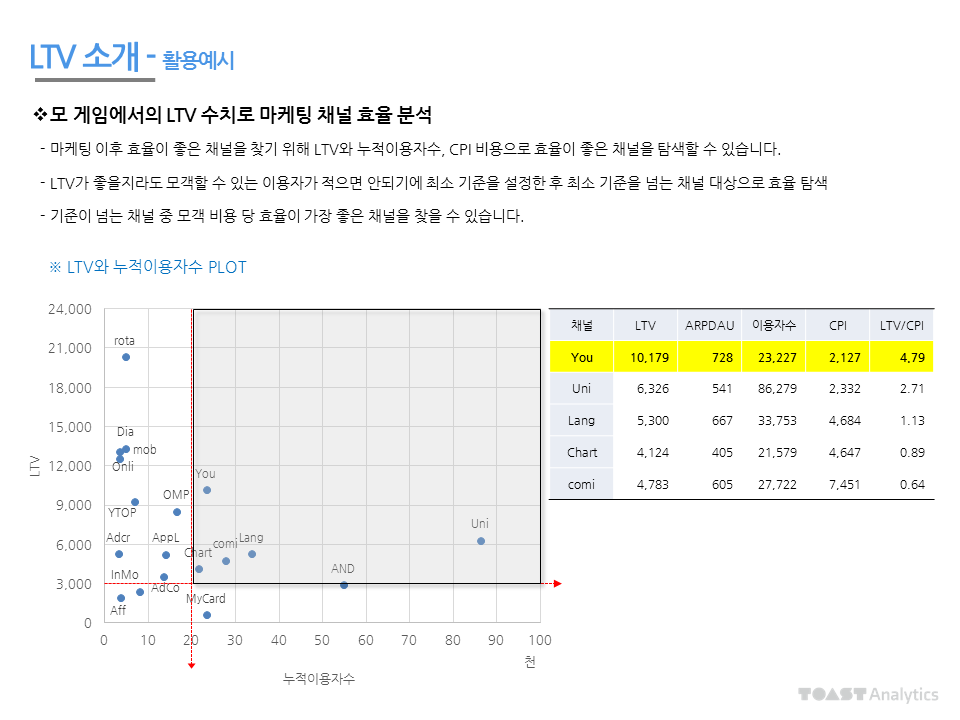 LTV 소개 - 활용예시
❖모 게임에서의 LTV 수치로 마케팅 채널 효율 분석
- 마케팅 이후 효율이 좋은 채널을 찾기 위해 LTV와 누적이용자수, CPI 비용으로 효율이 좋은 채널을 탐색할 수 있습니다.
- LTV가 좋을지라도 모객할 수 있는 이용자가 적으면 안되기에 최소 기준을 설정한 후 최소 기준을 넘는 채널 대상으로 효율 탐색
- 기준이 넘는 채널 중 모객 비용 당 효율이 가장 좋은 채널을 찾을 수 있습니다.
※ LTV와 누적이용자수 PLOT
24,000
21,000
18,000
15,000
12,000
9,000
6,000
3,000
0
LTV
rota
Dia
mob
Onli
You
OMP
YTOP
Uni
Adcr
AppL
Chart
comi
Lang
AND
InMo
AdCo
Aff
MyCard
0 10 20 30 40 50 60 70 80 90 100
천
누적이용자수
채널 LTV ARPDAU 이용자수 CPI LTV/CPI
You 10,179 728 23,227 2,127 4.79
Uni 6,326 541 86,279 2,332 2.71
Lang 5,300 667 33,753 4,684 1.13
Chart 4,124 405 21,579 4,647 0.89
comi 4,783 605 27,722 7,451 0.64
TOAST Analytics